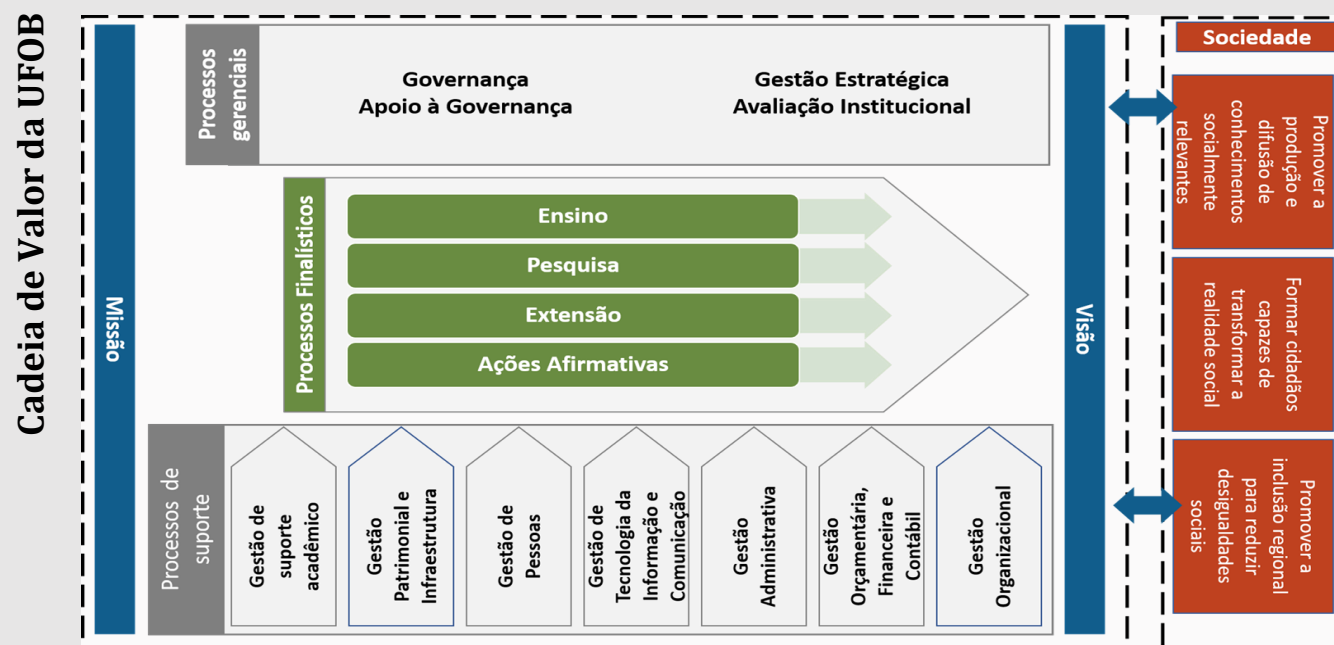 Cadeia de Valor da UFOB
Missão
Processos
gerenciais
Governança
Apoio à Governança
Gestão Estratégica
Avaliação Institucional
Processos Finalísticos
Ensino
Pesquisa
Extensão
Ações Afirmativas
Processos de
suporte
Gestão de
suporte
acadêmico
Gestão
Patrimonial e
Infraestrutura
Gestão de
Pessoas
Gestão de
Tecnologia da
Informação e
Comunicação
Gestão
Administrativa
Gestão
Orçamentária,
Financeira e
Contábil
Gestão
Organizacional
Visão
Sociedade
Promover a
produção e
difusão de
conhecimentos
socialmente
relevantes
Formar cidadãos
capazes de
transformar a
realidade social
Promover a
inclusão regional
para reduzir
desigualdades
sociais